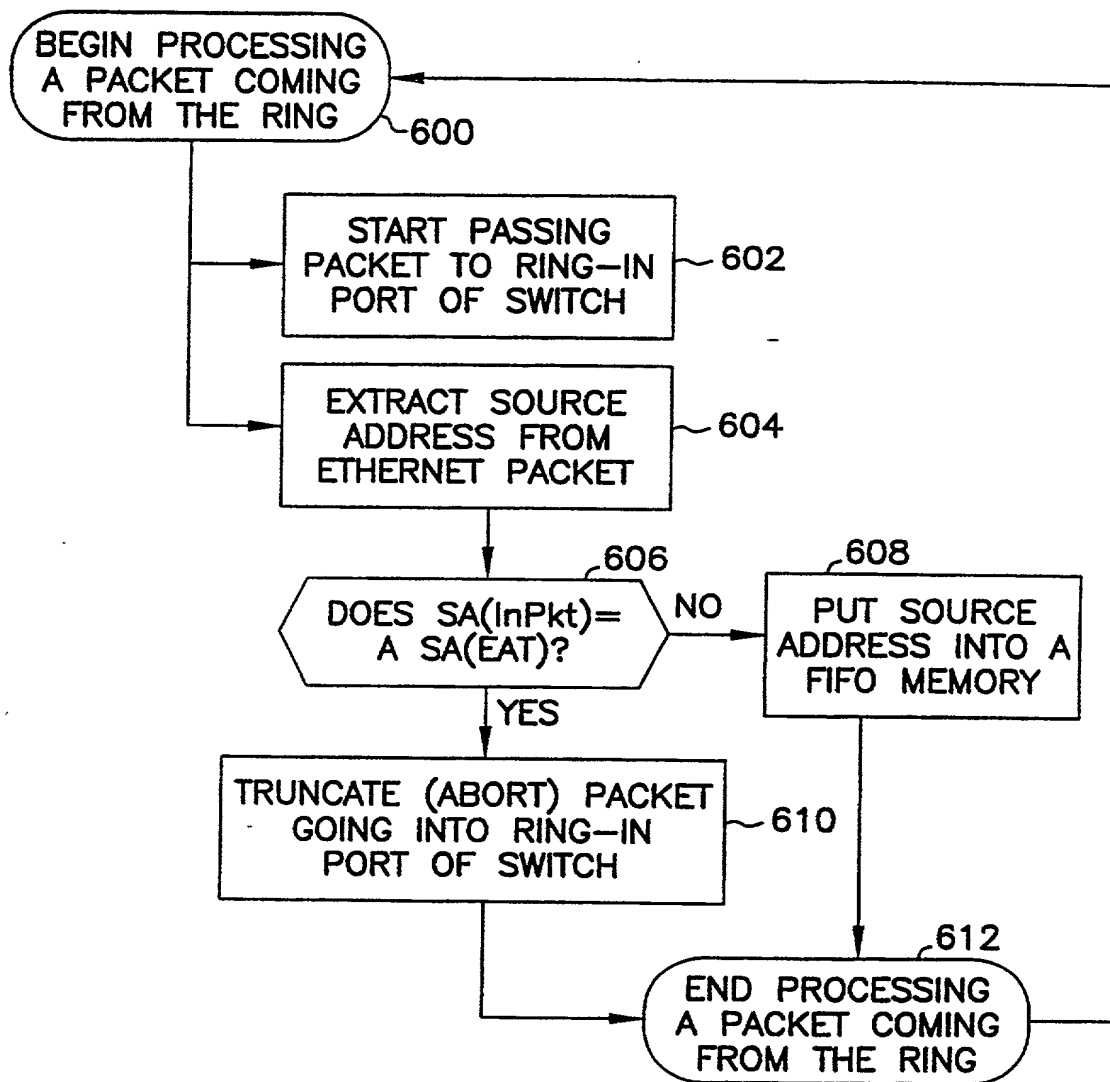 BEGIN PROCESSING
A PACKET COMING
FROM THE RING
600
START PASSING
PACKET TO RING-IN
PORT OF SWITCH
602
EXTRACT SOURCE
ADDRESS FROM
ETHERNET PACKET
604
606
DOES SA(InPkt)=
A SA(EAT)?
NO
608
PUT SOURCE
ADDRESS INTO A
FIFO MEMORY
YES
TRUNCATE (ABORT) PACKET
GOING INTO RING-IN
PORT OF SWITCH
610
612
END PROCESSING
A PACKET COMING
FROM THE RING